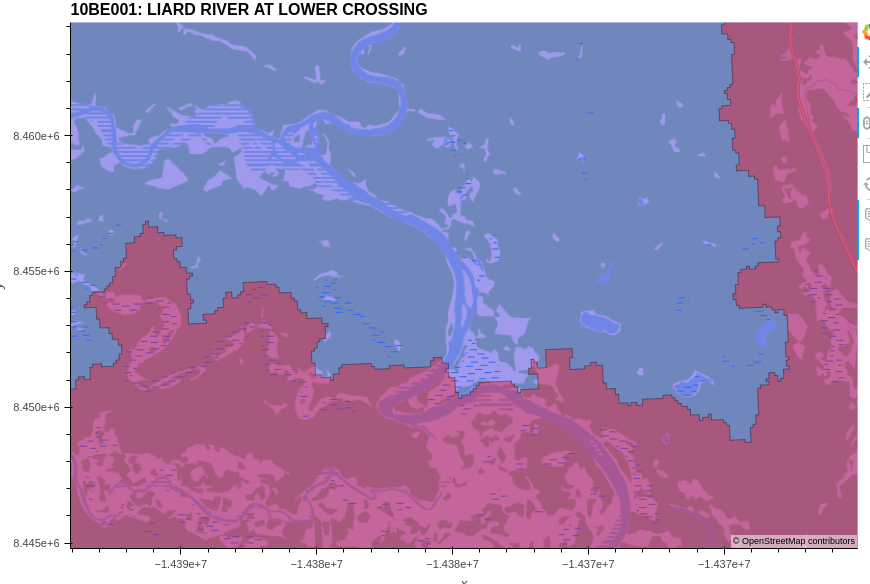 10BE001: LIARD RIVER AT LOWER CROSSING
8.460e+6
8.455e+6
8.450e+6
8.445e+6
© OpenStreetMap contributors
−1.439e+7
−1.438e+7
−1.438e+7
−1.437e+7
−1.437e+7